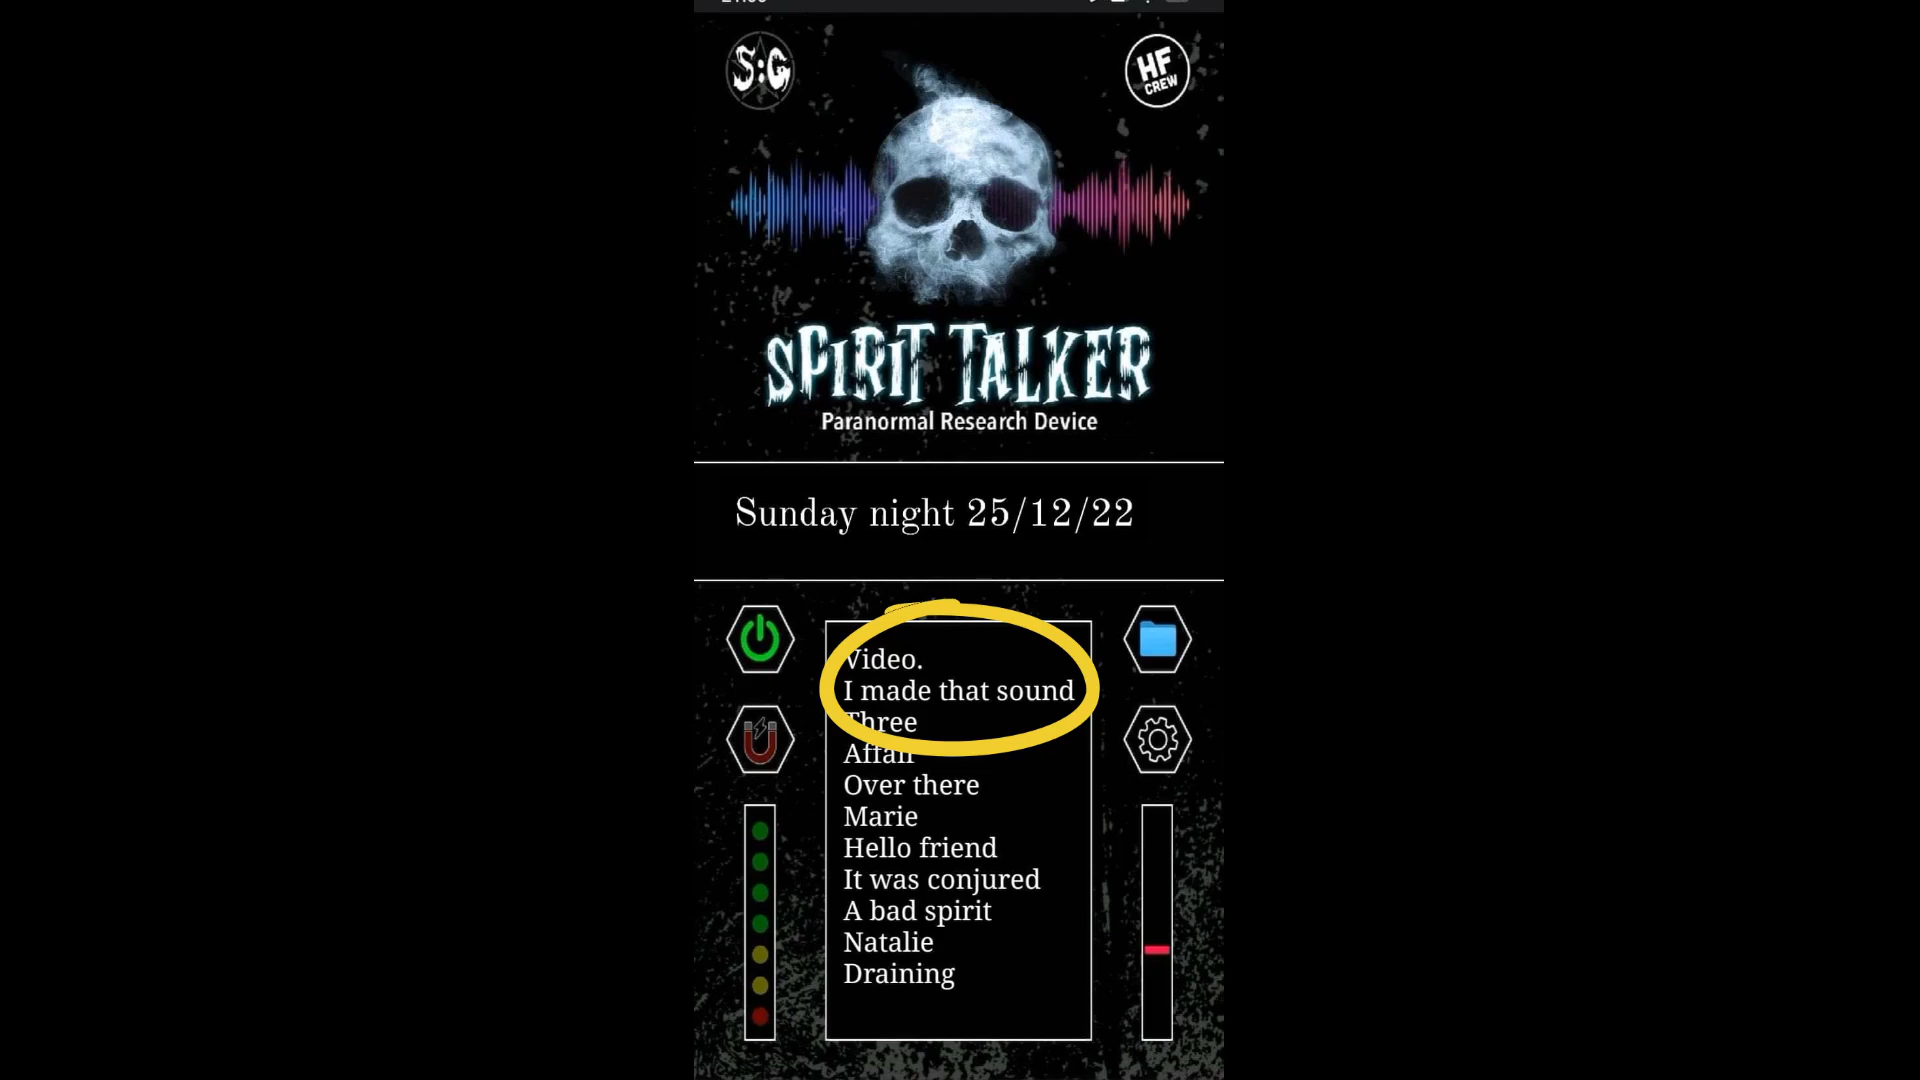 S:G
HF
CREW
SPIRIT TALKER
Paranormal Research Device
Sunday night 25/12/22
Video.
I made that sound
Three
Affair
Over there
Marie
Hello friend
It was conjured
A bad spirit
Natalie
Draining